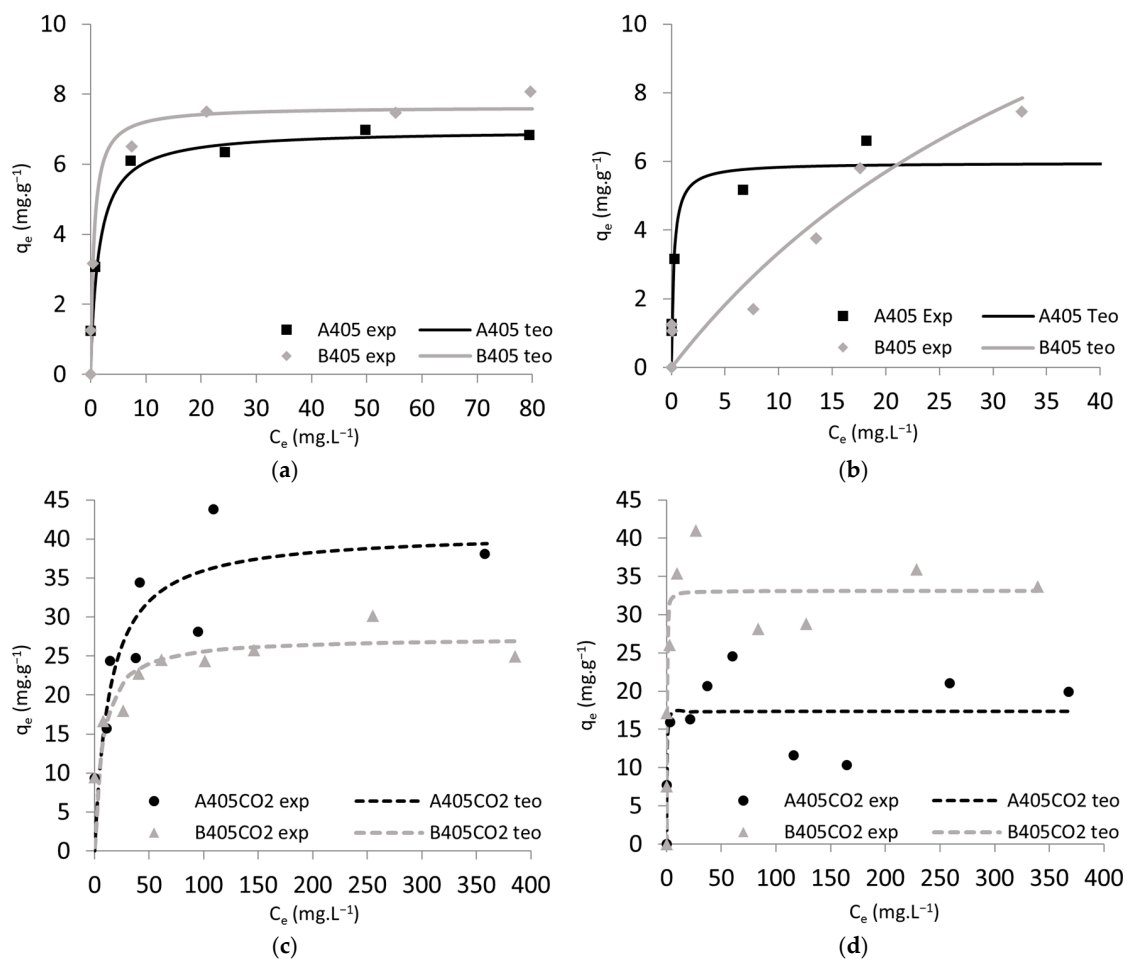 10
8
6
4
2
0
qe (mg.g−1)
A405 exp A405 teo
B405 exp B405 teo
0 10 20 30 40 50 60 70 80
Ce (mg.L−1)
(a)
10
8
6
4
2
0
qe (mg.g−1)
A405 Exp A405 Teo
B405 exp B405 teo
0 5 10 15 20 25 30 35 40
Ce (mg.L−1)
(b)
45
40
35
30
25
20
15
10
5
0
qe (mg.g−1)
A405CO2 exp A405CO2 teo
B405CO2 exp B405CO2 teo
0 50 100 150 200 250 300 350 400
Ce (mg.L−1)
(c)
45
40
35
30
25
20
15
10
5
0
qe (mg.g−1)
A405CO2 exp A405CO2 teo
B405CO2 exp B405CO2 teo
0 50 100 150 200 250 300 350 400
Ce (mg.L−1)
(d)